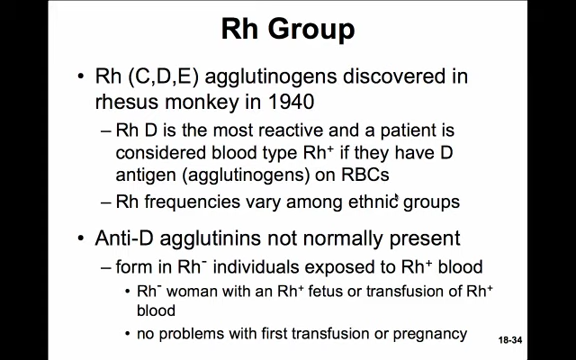 Rh Group
• Rh (C,D,E) agglutinogens discovered in
rhesus monkey in 1940
– Rh D is the most reactive and a patient is
considered blood type Rh⁺ if they have D
antigen (agglutinogens) on RBCs
– Rh frequencies vary among ethnic groups
• Anti-D agglutinins not normally present
– form in Rh⁻ individuals exposed to Rh⁺ blood
• Rh⁻ woman with an Rh⁺ fetus or transfusion of Rh⁺
blood
• no problems with first transfusion or pregnancy
18-34